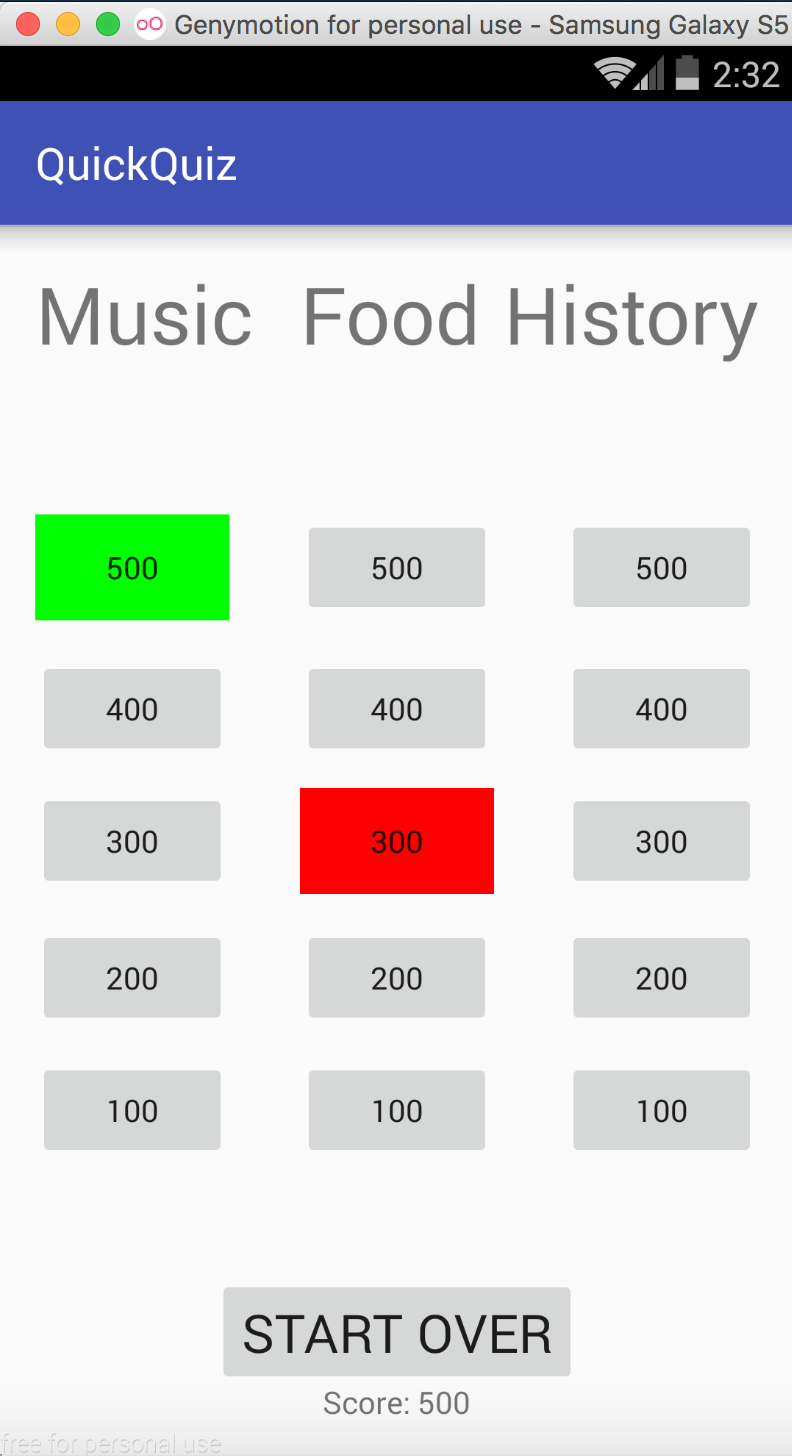 Genymotion for personal use - Samsung Galaxy S5
2:32
QuickQuiz
Music Food History
500 500 500
400 400 400
300 300 300
200 200 200
100 100 100
START OVER
Score: 500
free for personal use